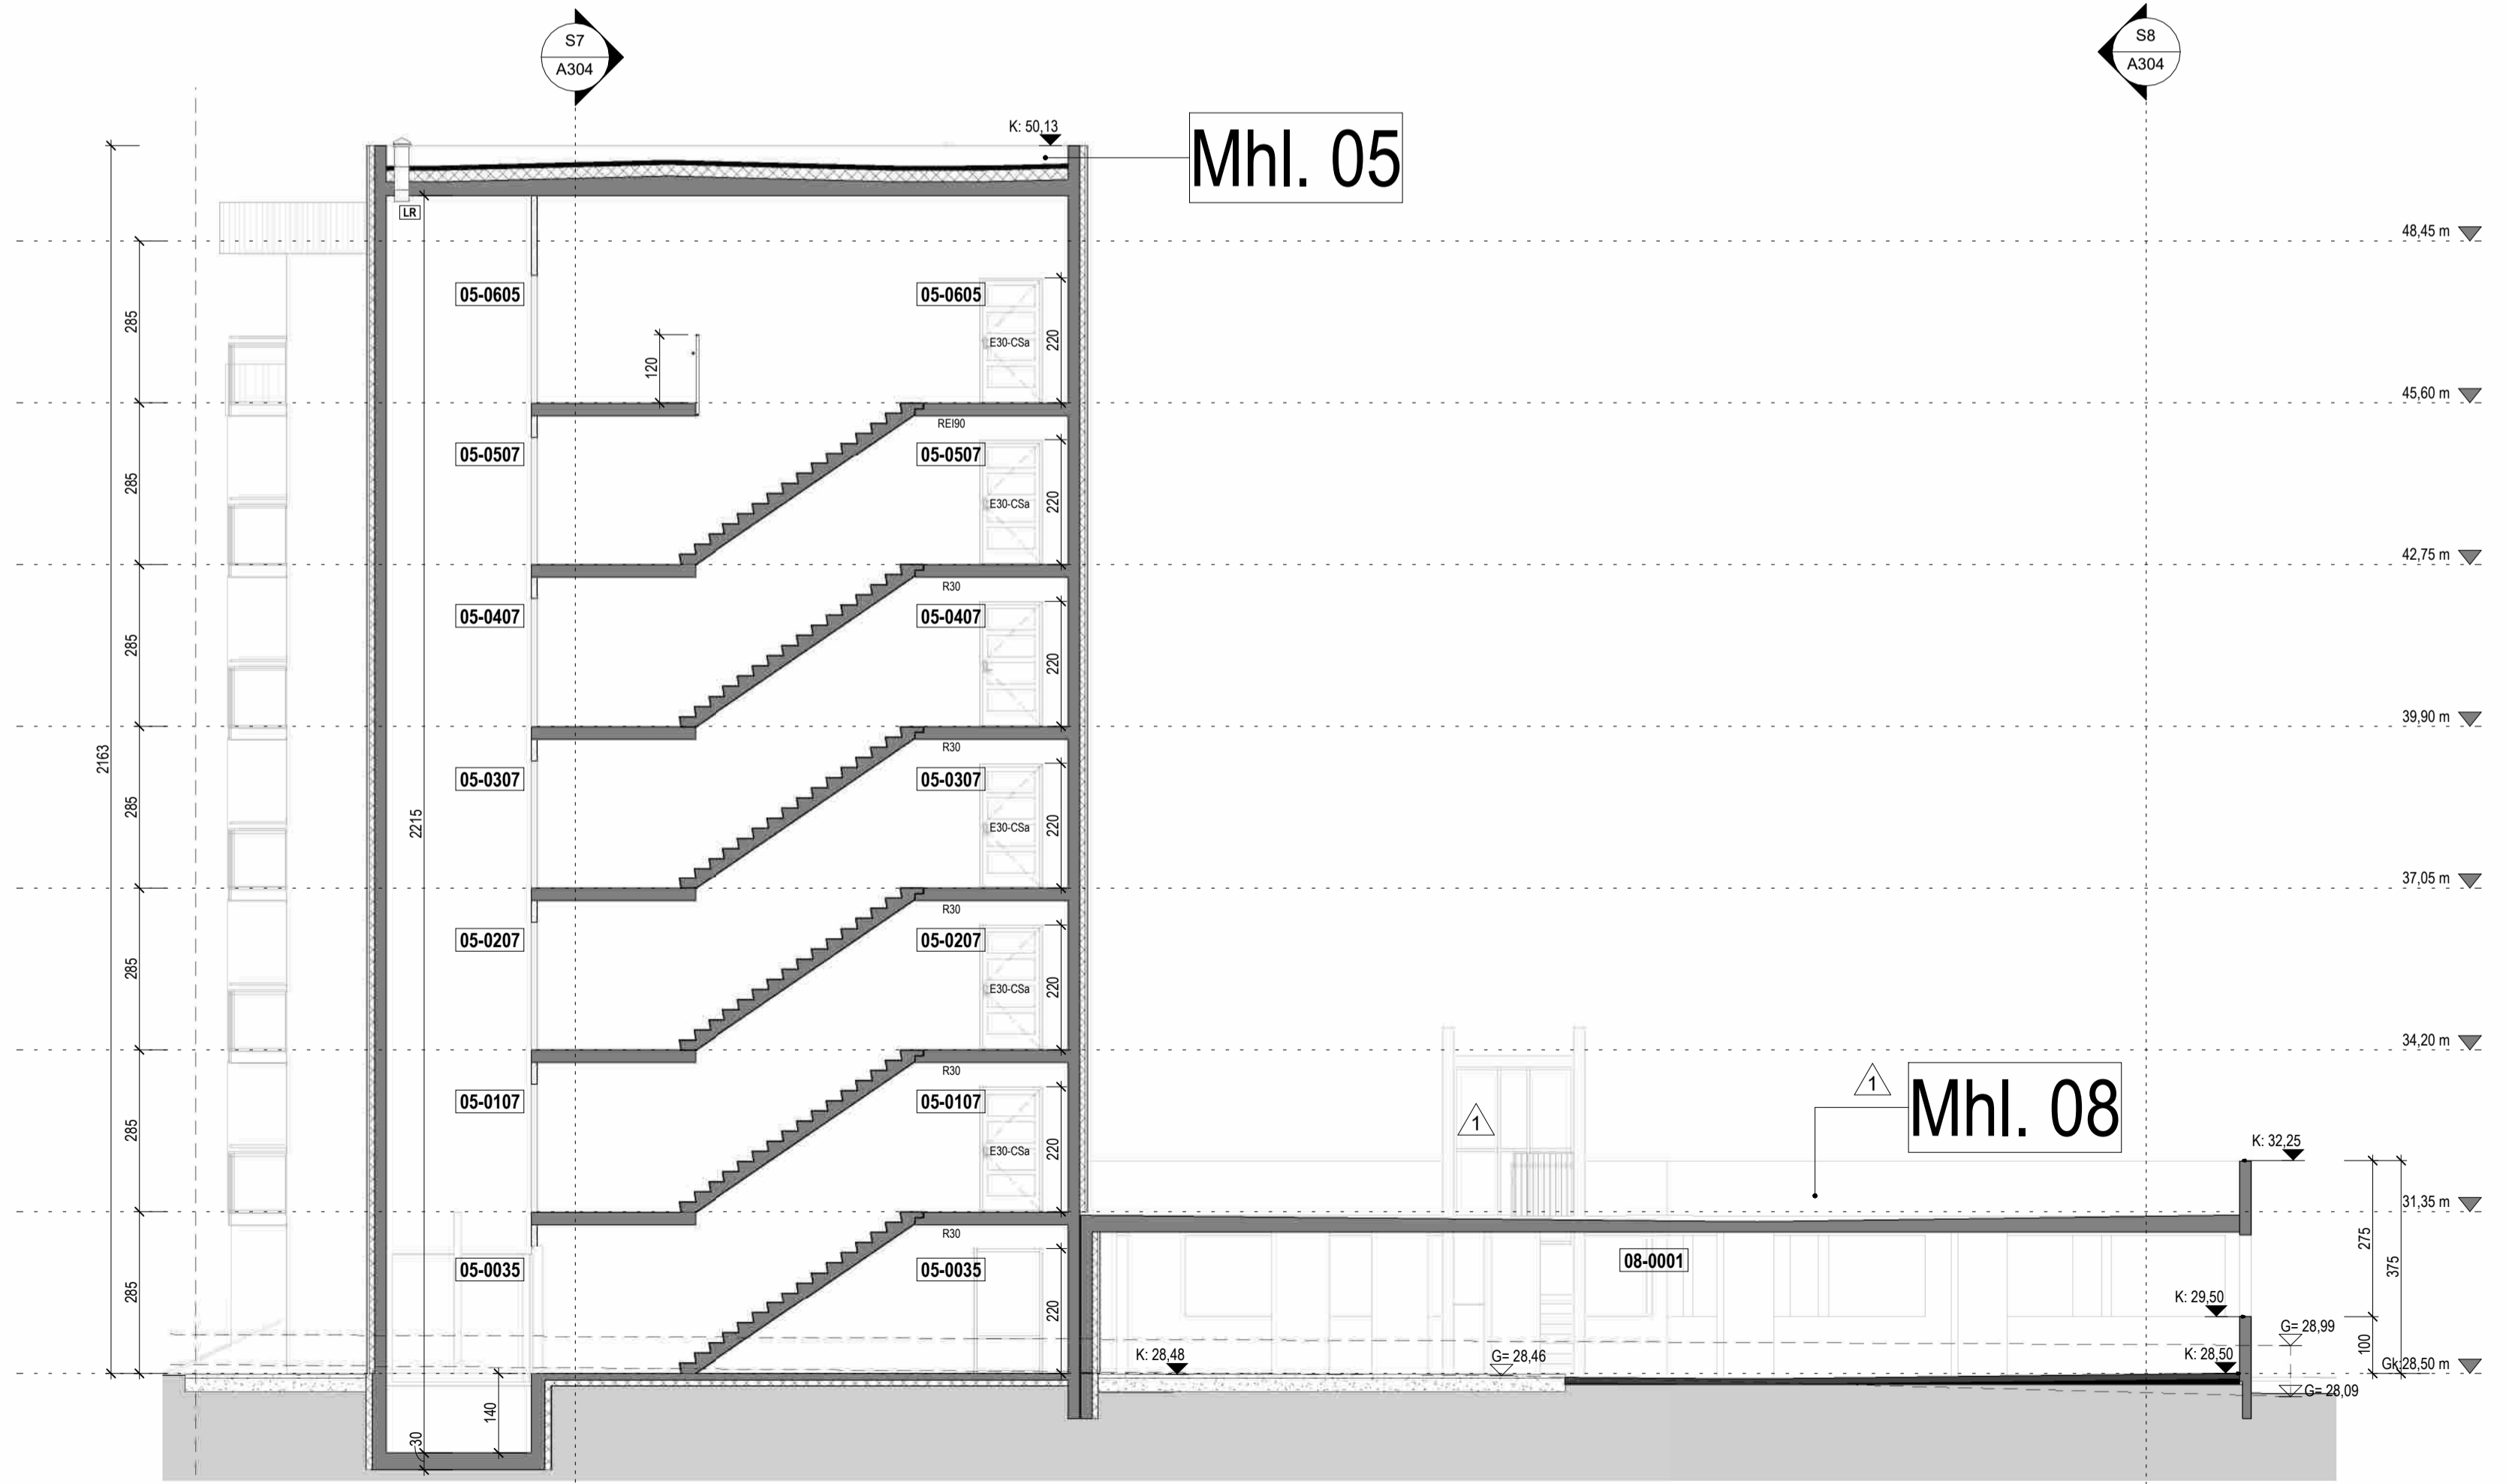 S7
A304
S8
A304
K: 50,13
Mhl. 05
LR
48,45 m
05-0605
05-0605
285
E30-CSa
220
120
45,60 m
REI90
05-0507
05-0507
285
E30-CSa
220
42,75 m
R30
05-0407
05-0407
285
220
39,90 m
R30
2163
05-0307
05-0307
285
2215
E30-CSa
220
37,05 m
R30
05-0207
05-0207
285
E30-CSa
220
34,20 m
R30
1
Mhl. 08
1
05-0107
05-0107
285
E30-CSa
220
K: 32,25
31,35 m
R30
275
375
05-0035
05-0035
08-0001
285
220
K: 29,50
G= 28,99
100
K: 28,48
G= 28,46
K: 28,50
Gk28,50 m
G= 28,09
140
30